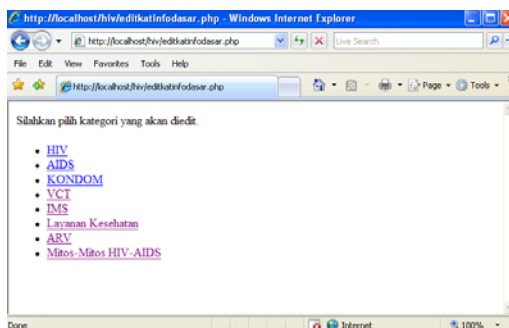 http://localhost/hiv/editkatinfodasar.php - Windows Internet Explorer
http://localhost/hiv/editkatinfodasar.php
Live Search
File Edit View Favorites Tools Help
http://localhost/hiv/editkatinfodasar.php
Page
Tools
Silahkan pilih kategori yang akan diedit.
HIV
AIDS
KONDOM
VCT
IMS
Layanan Kesehatan
ARV
Mitos-Mitos HIV-AIDS
Done
Internet
100%